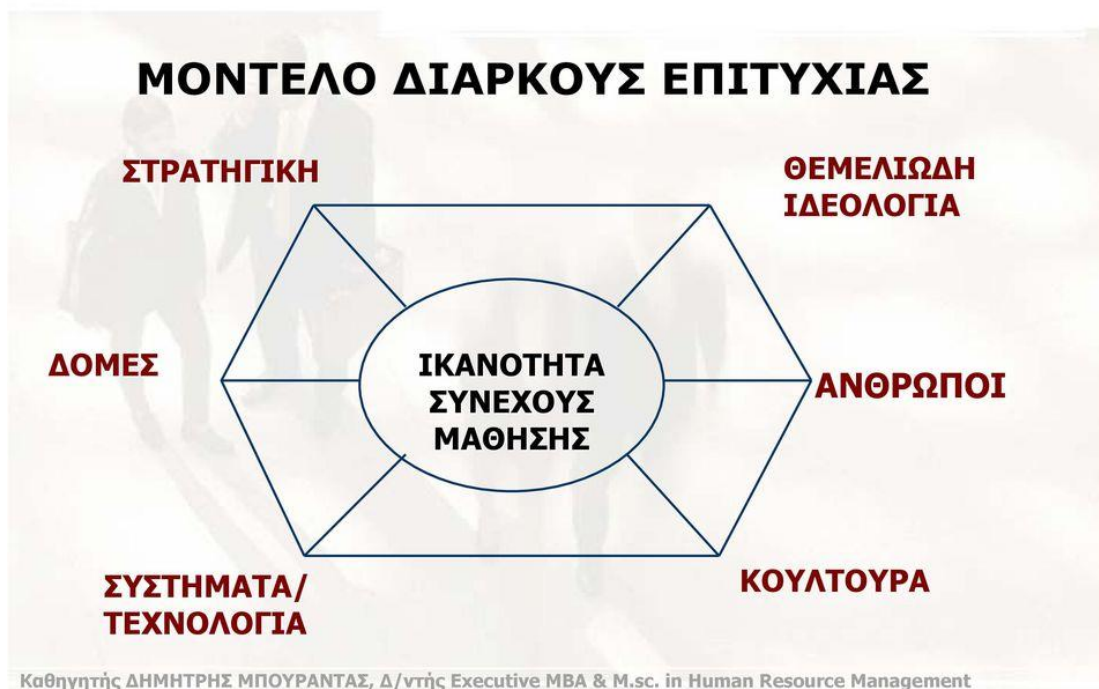 ΜΟΝΤΕΛΟ ΔΙΑΡΚΟΥΣ ΕΠΙΤΥΧΙΑΣ
ΣΤΡΑΤΗΓΙΚΗ
ΘΕΜΕΛΙΩΔΗ
ΙΔΕΟΛΟΓΙΑ
ΔΟΜΕΣ
ΙΚΑΝΟΤΗΤΑ
ΣΥΝΕΧΟΥΣ
ΜΑΘΗΣΗΣ
ΑΝΘΡΩΠΟΙ
ΣΥΣΤΗΜΑΤΑ/
ΤΕΧΝΟΛΟΓΙΑ
ΚΟΥΛΤΟΥΡΑ
Καθηγητής ΔΗΜΗΤΡΗΣ ΜΠΟΥΡΑΝΤΑΣ, Δ/ντής Executive MBA & M.sc. in Human Resource Management